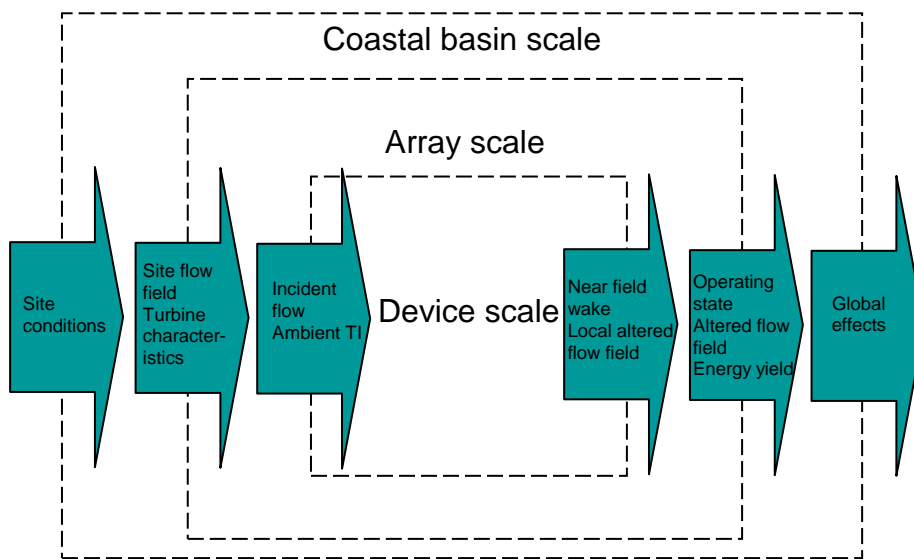 Coastal basin scale
Array scale
Site
conditions
Site flow
field
Turbine
character-
istics
Incident
flow
Ambient TI
Device scale
Near field
wake
Local altered
flow field
Operating
state
Altered flow
field
Energy yield
Global
effects